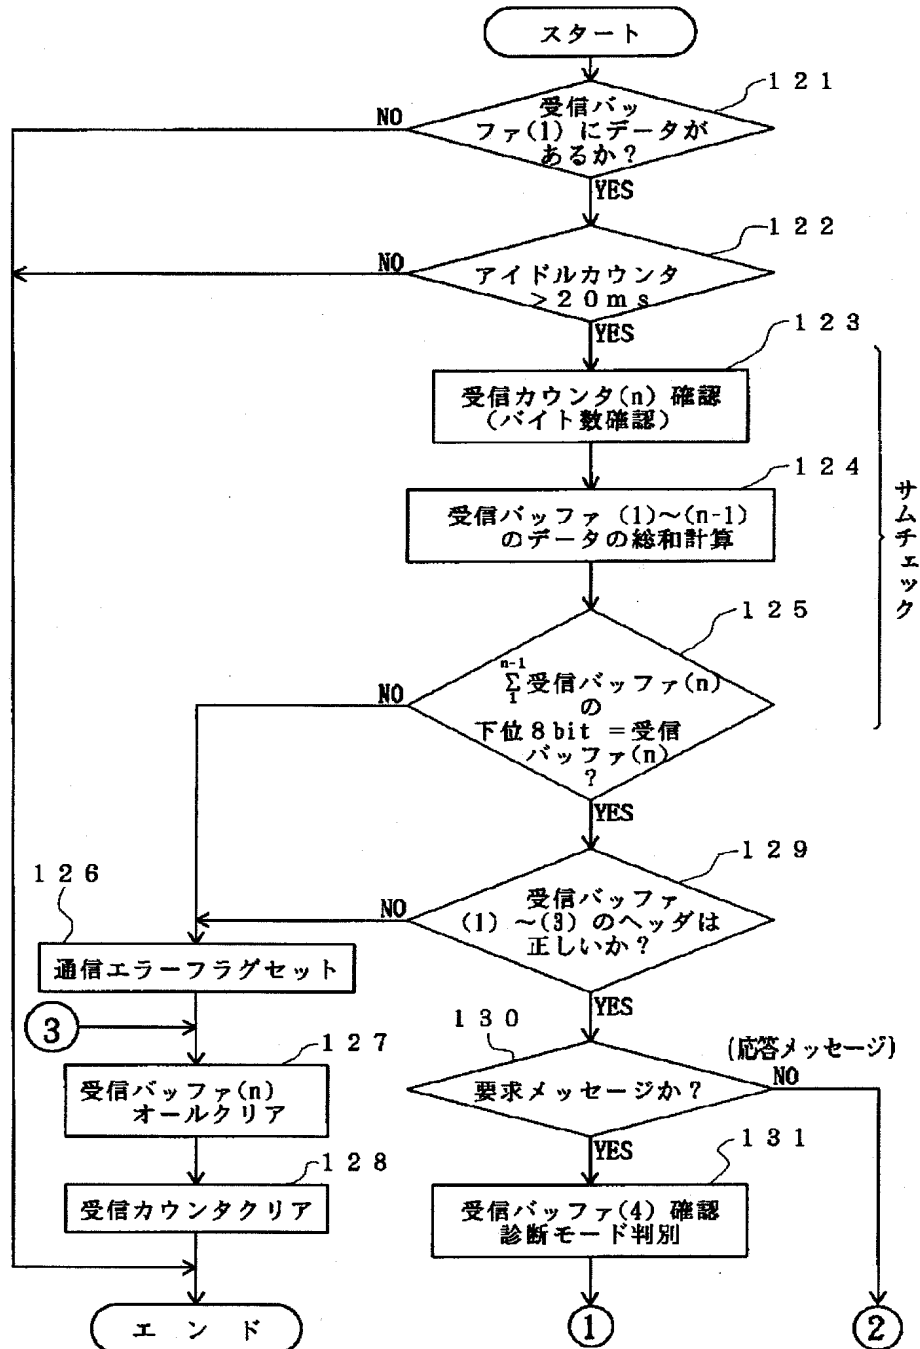 スタート
121
受信バッ
ファ(1)にデータが
あるか？
NO
YES
122
アイドルカウンタ
＞20ms
NO
YES
123
受信カウンタ(n)確認
（バイト数確認）
124
受信バッファ(1)～(n-1)
のデータの総和計算
サムチェック
125
n-1
Σ受信バッファ(n)
1
の
下位8bit＝受信
バッファ(n)
？
NO
YES
129
受信バッファ
(1)～(3)のヘッダは
正しいか？
NO
YES
126
通信エラーフラグセット
3
127
受信バッファ(n)
オールクリア
128
受信カウンタクリア
エンド
130
要求メッセージか？
(応答メッセージ)
NO
YES
131
受信バッファ(4)確認
診断モード判別
1
2